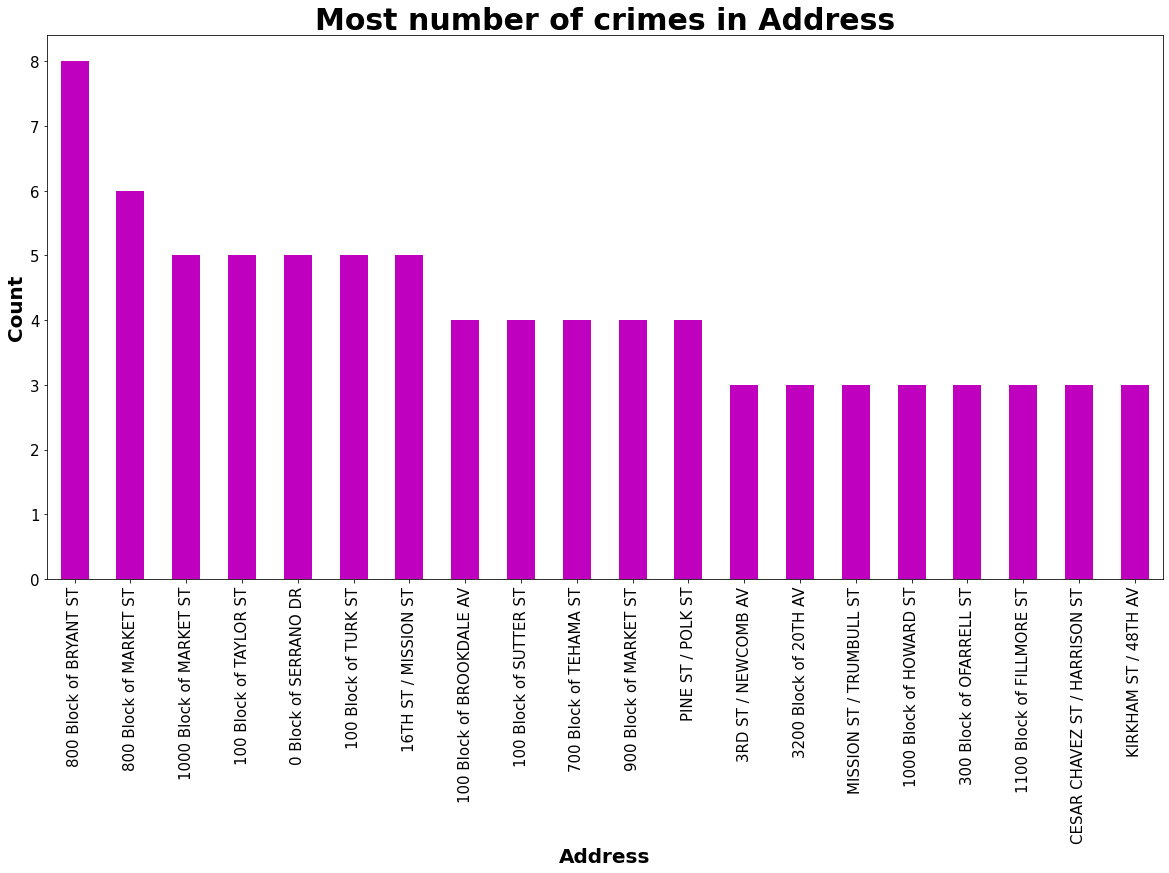 Most number of crimes in Address
Count
8
7
6
5
4
3
2
1
0
800 Block of BRYANT ST
800 Block of MARKET ST
1000 Block of MARKET ST
100 Block of TAYLOR ST
0 Block of SERRANO DR
100 Block of TURK ST
16TH ST / MISSION ST
100 Block of BROOKDALE AV
100 Block of SUTTER ST
700 Block of TEHAMA ST
900 Block of MARKET ST
PINE ST / POLK ST
3RD ST / NEWCOMB AV
3200 Block of 20TH AV
MISSION ST / TRUMBULL ST
1000 Block of HOWARD ST
300 Block of OFARRELL ST
1100 Block of FILLMORE ST
CESAR CHAVEZ ST / HARRISON ST
KIRKHAM ST / 48TH AV
Address